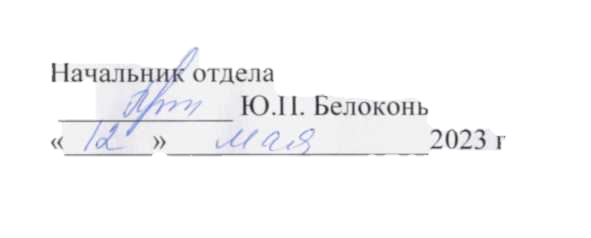 Начальник отдела
Ю.П. Белоконь
«12» мая 2023 г